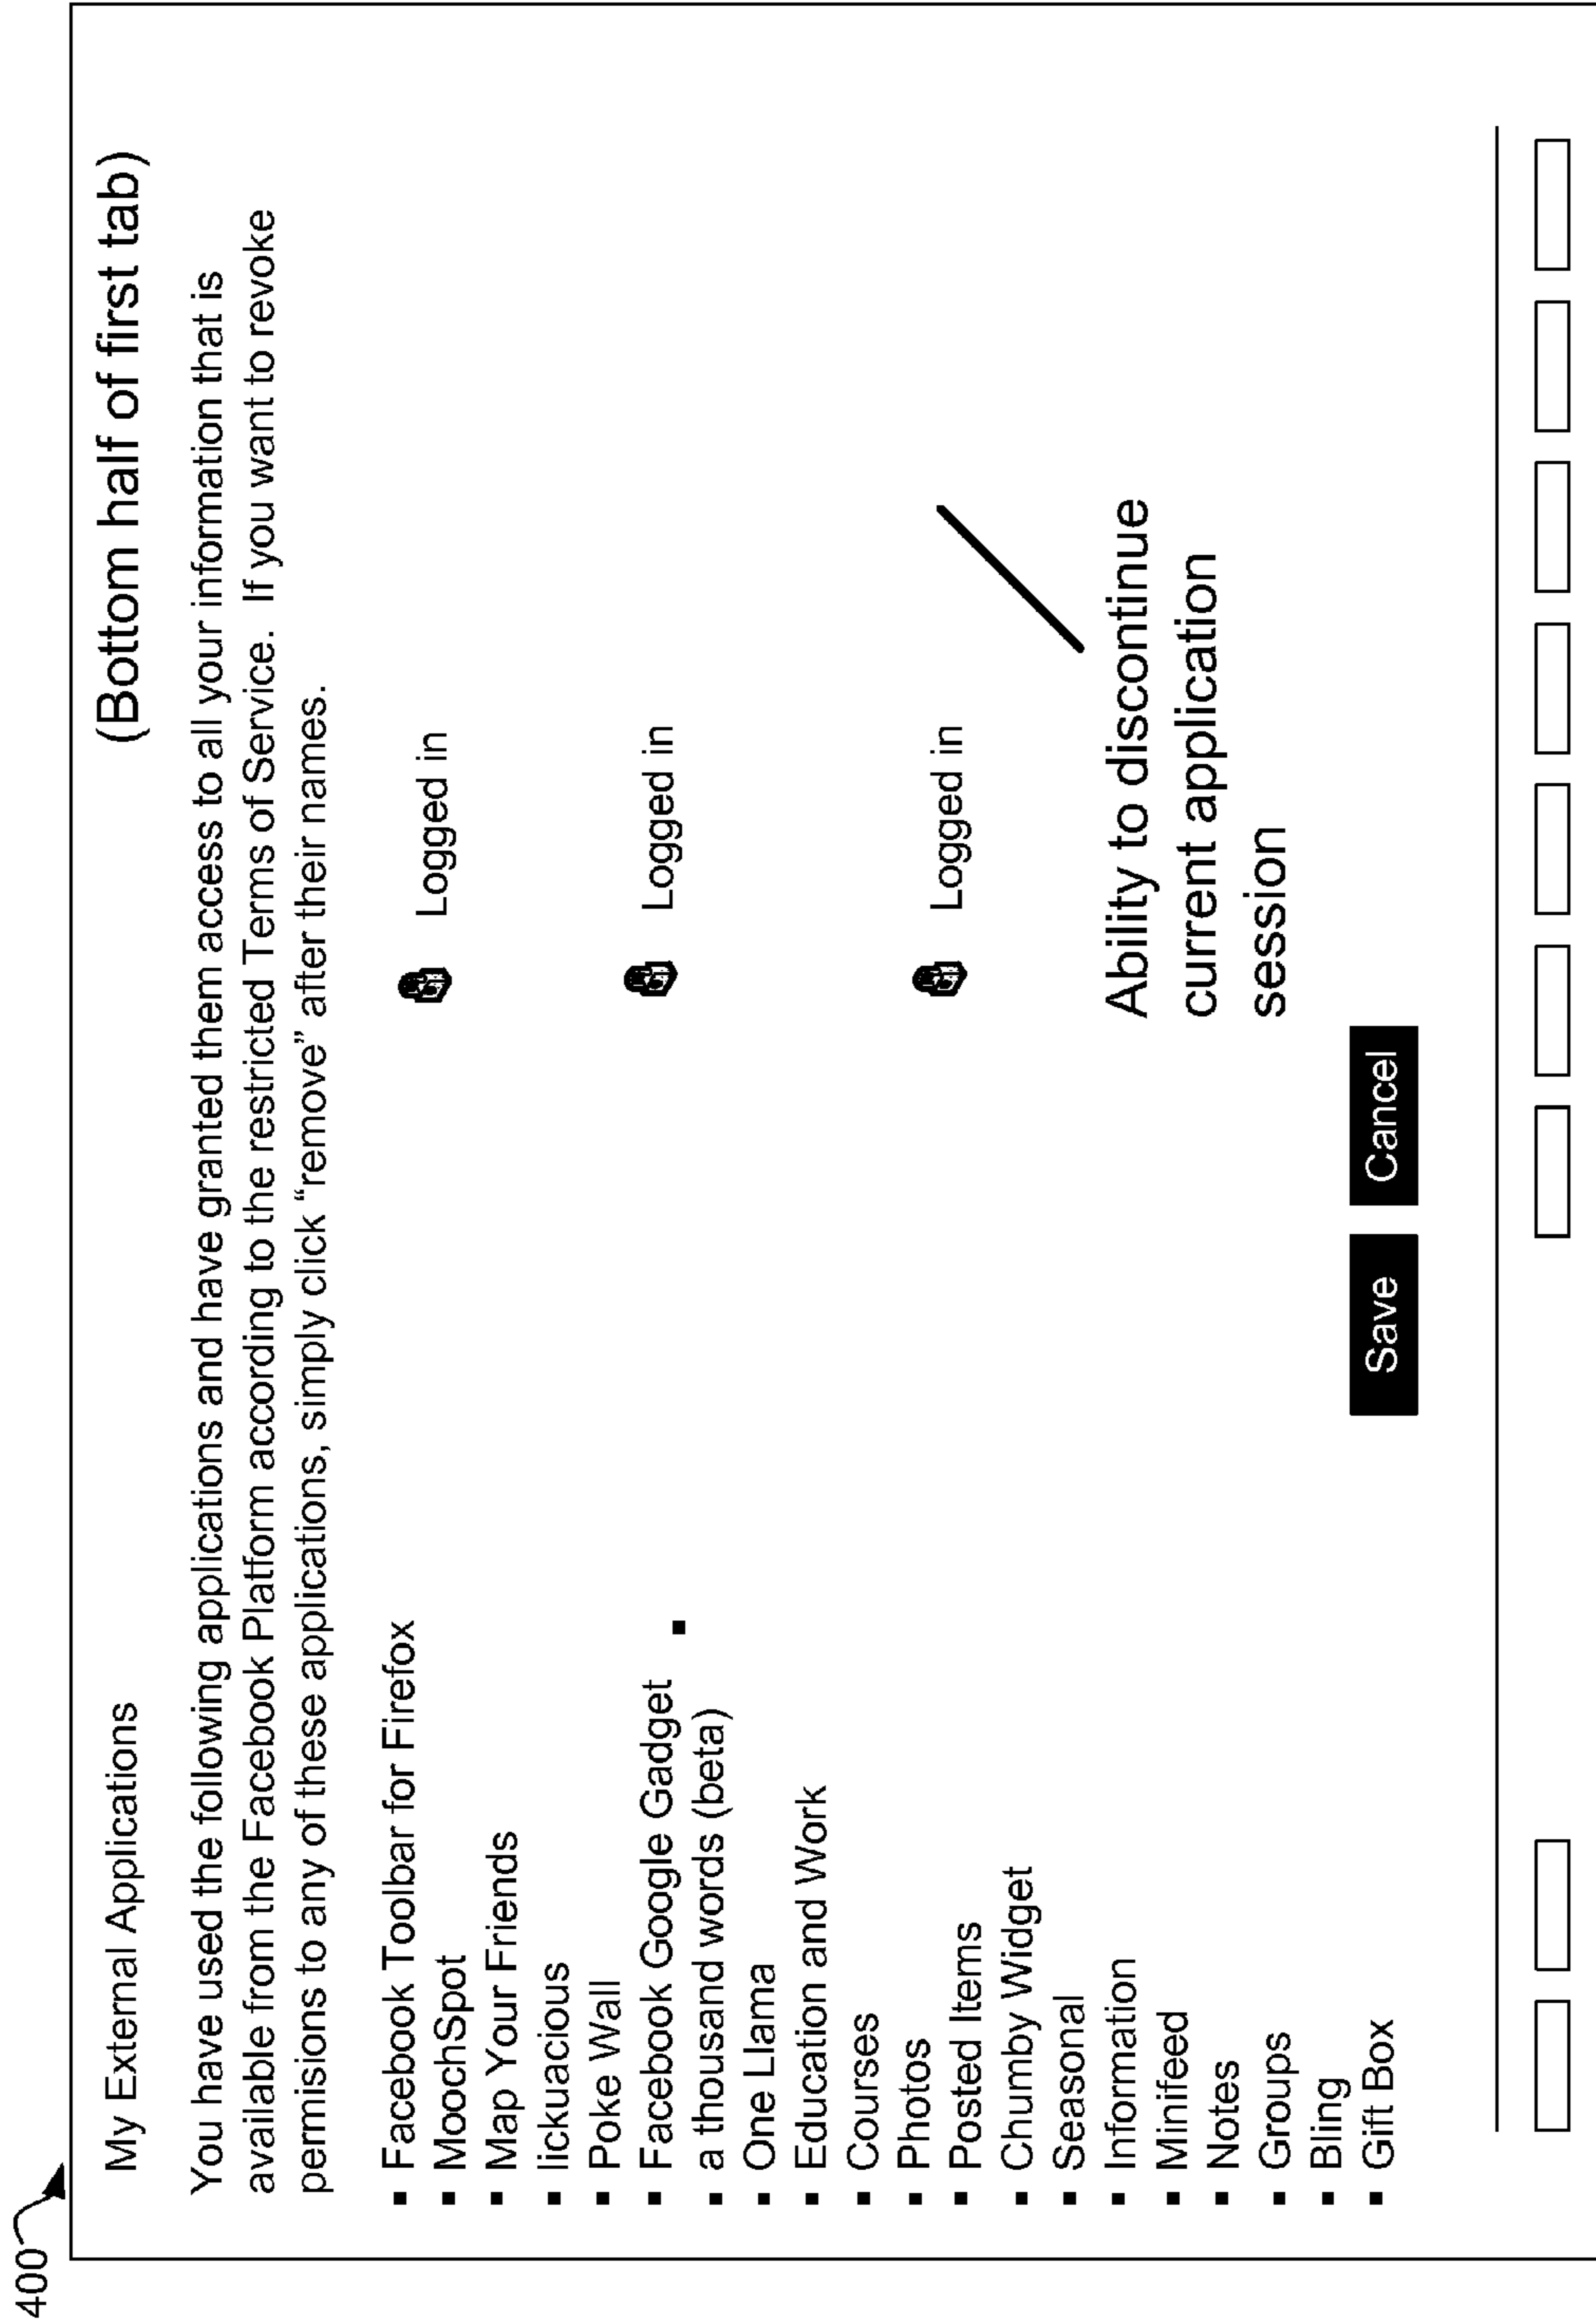 400
My External Applications
(Bottom half of first tab)
You have used the following applications and have granted them access to all your information that is
available from the Facebook Platform according to the restricted Terms of Service. If you want to revoke
permisions to any of these applications, simply click “remove” after their names.
▪ Facebook Toolbar for Firefox
Logged in
▪ MoochSpot
▪ Map Your Friends
▪ lickuacious
▪ Poke Wall
▪ Facebook Google Gadget ▪
Logged in
▪ a thousand words (beta)
▪ One Llama
▪ Education and Work
▪ Courses
▪ Photos
▪ Posted Items
Logged in
▪ Chumby Widget
▪ Seasonal
▪ Information
▪ Minifeed
▪ Notes
▪ Groups
▪ Bling
▪ Gift Box
Ability to discontinue
current application
session
Save
Cancel